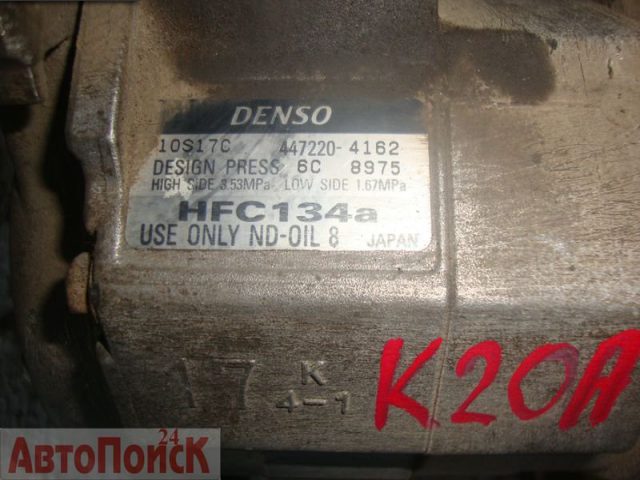 DENSO
10S17C 447220-4162
DESIGN PRESS 6C 8975
HIGH SIDE 3.53MPa LOW SIDE 1.67MPa
HFC134a
USE ONLY ND-OIL 8 JAPAN
17 K
4-1
K20A
24
АвтоПоисК